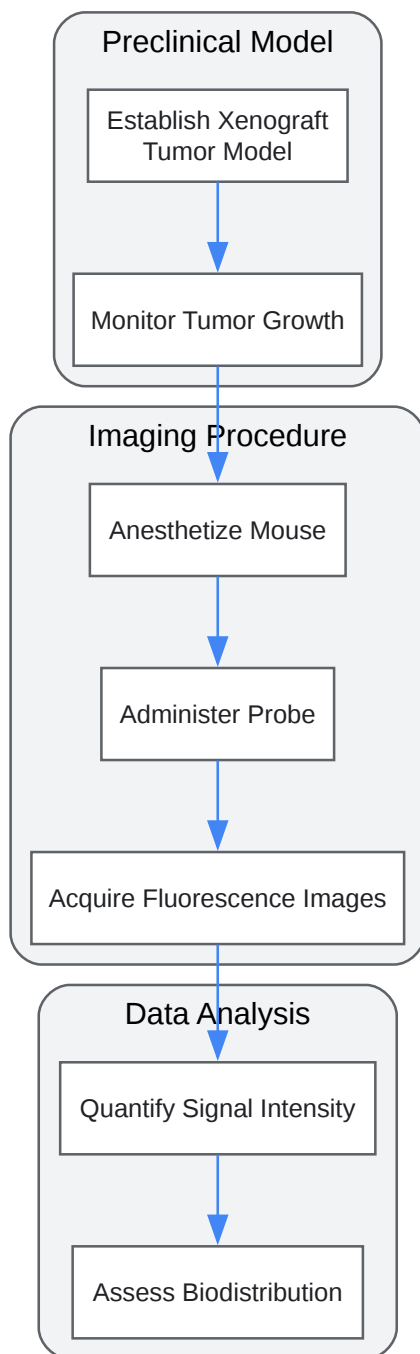 Preclinical Model
Establish Xenograft
Tumor Model
Monitor Tumor Growth
Imaging Procedure
Anesthetize Mouse
Administer Probe
Acquire Fluorescence Images
Data Analysis
Quantify Signal Intensity
Assess Biodistribution